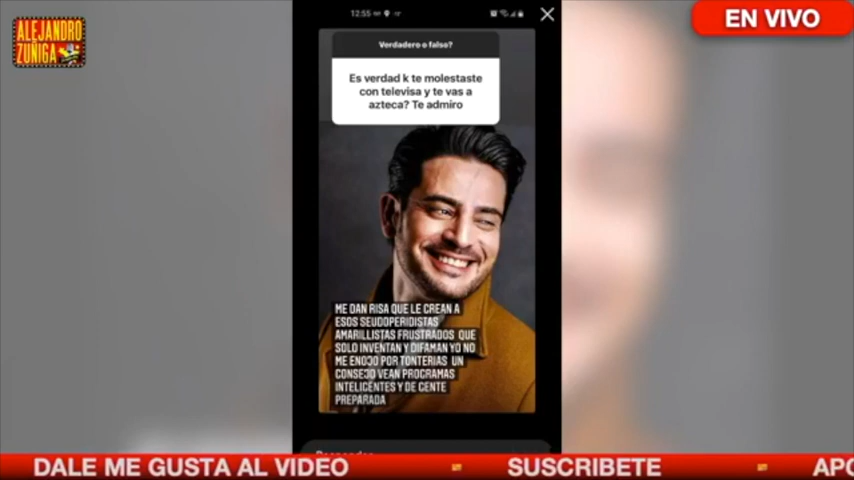 ALEJANDRO
ZUÑIGA
12:55
EN VIVO
Verdadero o falso?
Es verdad k te molestaste
con televisa y te vas a
azteca? Te admiro
ME DAN RISA QUE LE CREAN A
ESOS SEUDOPERIDISTAS
AMARILLISTAS FRUSTRADOS QUE
SOLO INVENTAN Y DIFAMAN YO NO
ME ENOJO POR TONTERIAS UN
CONSEJO VEAN PROGRAMAS
INTELIGENTES Y DE GENTE
PREPARADA
DALE ME GUSTA AL VIDEO
SUSCRIBETE
APO